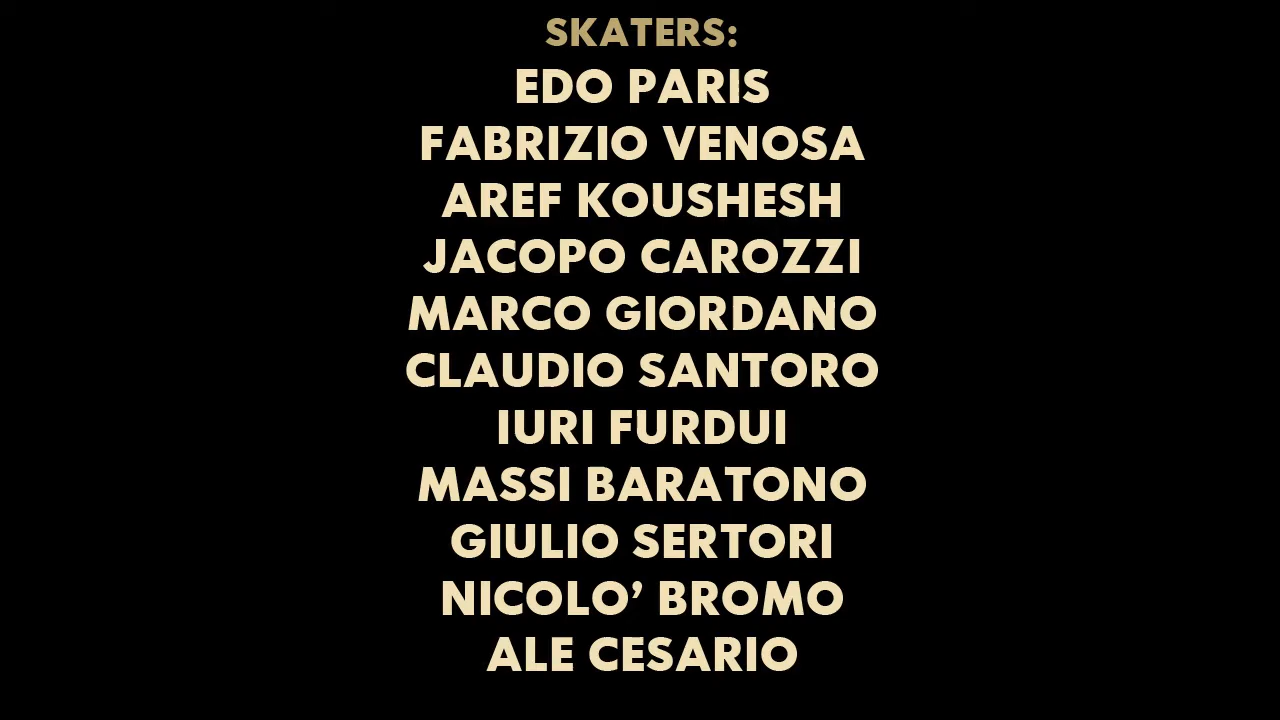 SKATERS:
EDO PARIS
FABRIZIO VENOSA
AREF KOUSHESH
JACOPO CAROZZI
MARCO GIORDANO
CLAUDIO SANTORO
IURI FURDUI
MASSI BARATONO
GIULIO SERTORI
NICOLO’ BROMO
ALE CESARIO